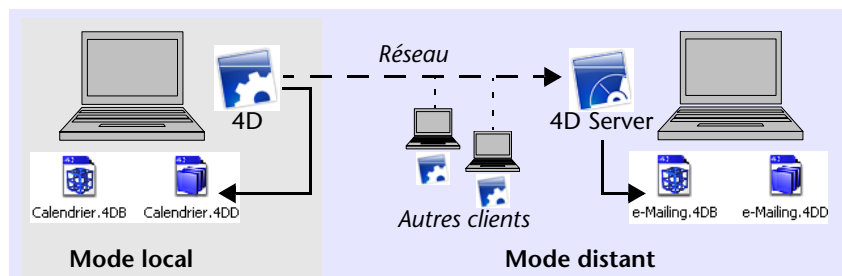 Réseau
4D
4D Server
Autres clients
Calendrier.4DB
Calendrier.4DD
e-Mailing.4DB
e-Mailing.4DD
Mode local
Mode distant